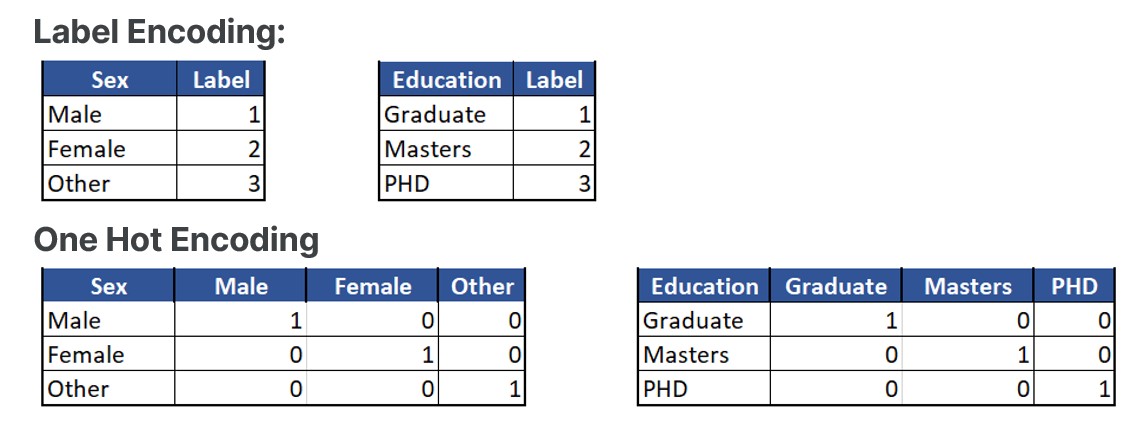 Label Encoding:
Sex Label Education Label
Male 1 Graduate 1
Female 2 Masters 2
Other 3 PHD 3
One Hot Encoding
Sex Male Female Other Education Graduate Masters PHD
Male 1 0 0 Graduate 1 0 0
Female 0 1 0 Masters 0 1 0
Other 0 0 1 PHD 0 0 1